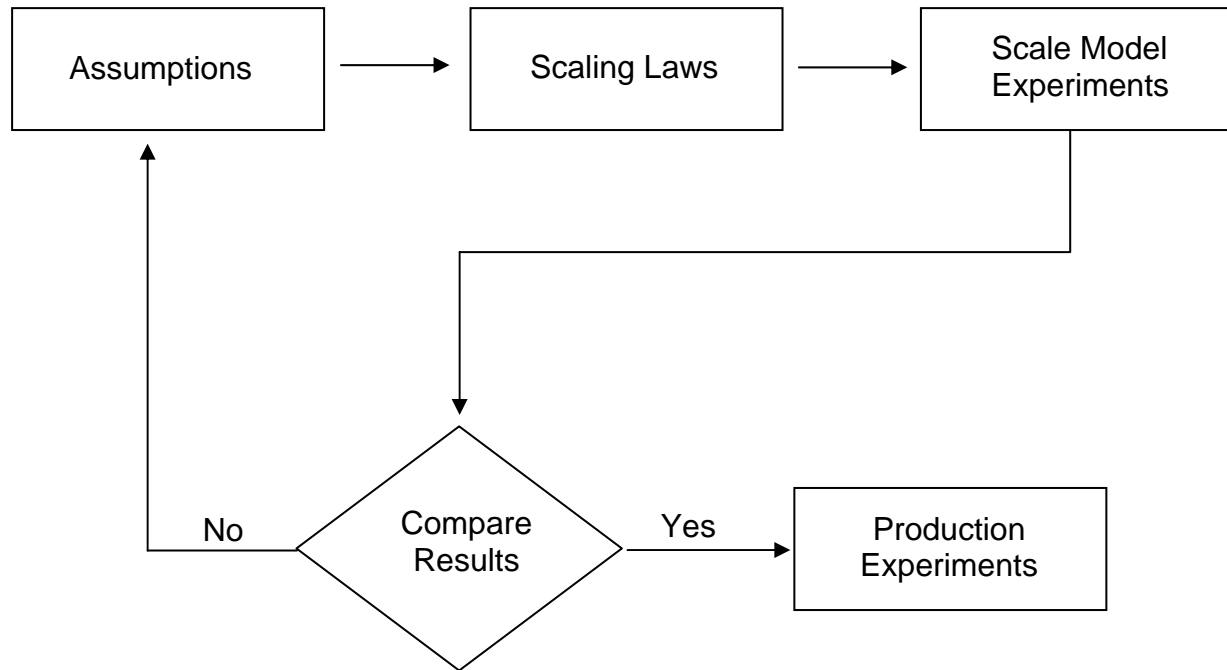 Assumptions
Scaling Laws
Scale Model
Experiments
No
Compare
Results
Yes
Production
Experiments